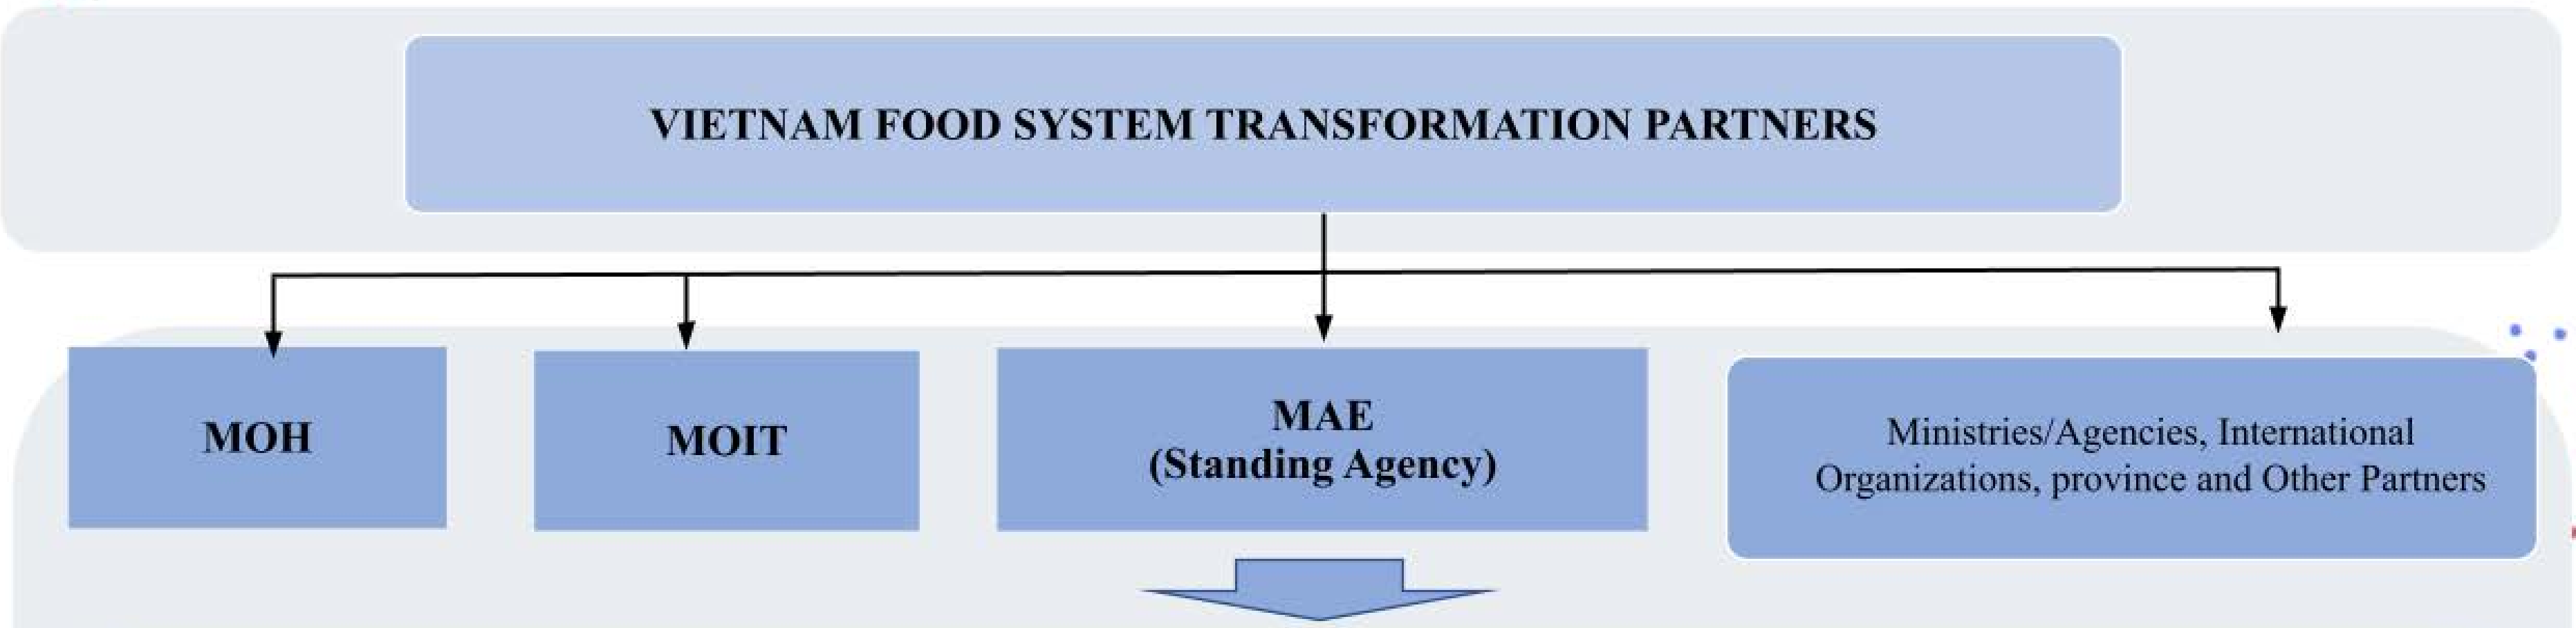 VIETNAM FOOD SYSTEM TRANSFORMATION PARTNERS
MOH
MOIT
MAE
(Standing Agency)
Ministries/Agencies, International
Organizations, province and Other Partners